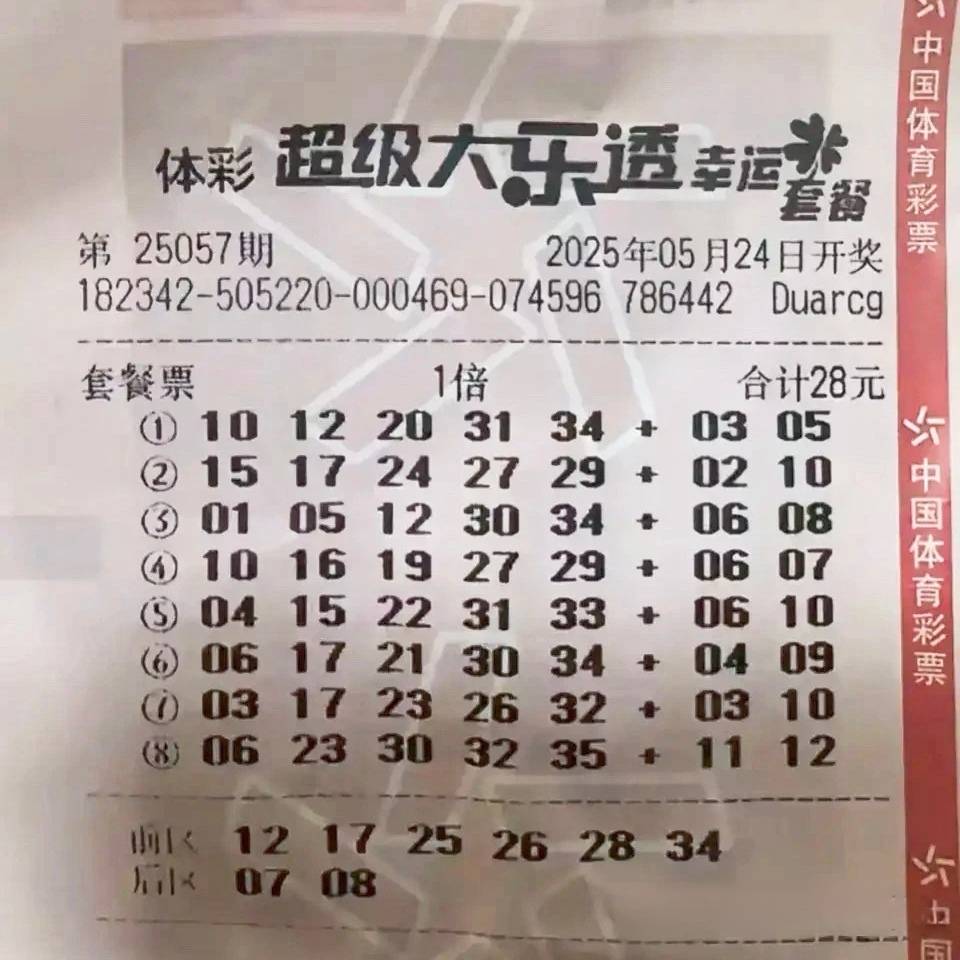 体彩 超级大乐透 幸运套餐
第 25057期 2025年05月24日开奖
182342-505220-000469-074596 786442 Duarcg
套餐票 1倍 合计28元
① 10 12 20 31 34 + 03 05
② 15 17 24 27 29 + 02 10
③ 01 05 12 30 34 + 06 08
④ 10 16 19 27 29 + 06 07
⑤ 04 15 22 31 33 + 06 10
⑥ 06 17 21 30 34 + 04 09
⑦ 03 17 23 26 32 + 03 10
⑧ 06 23 30 32 35 + 11 12
前区 12 17 25 26 28 34
后区 07 08
中国体育彩票
中国体育彩票
中国